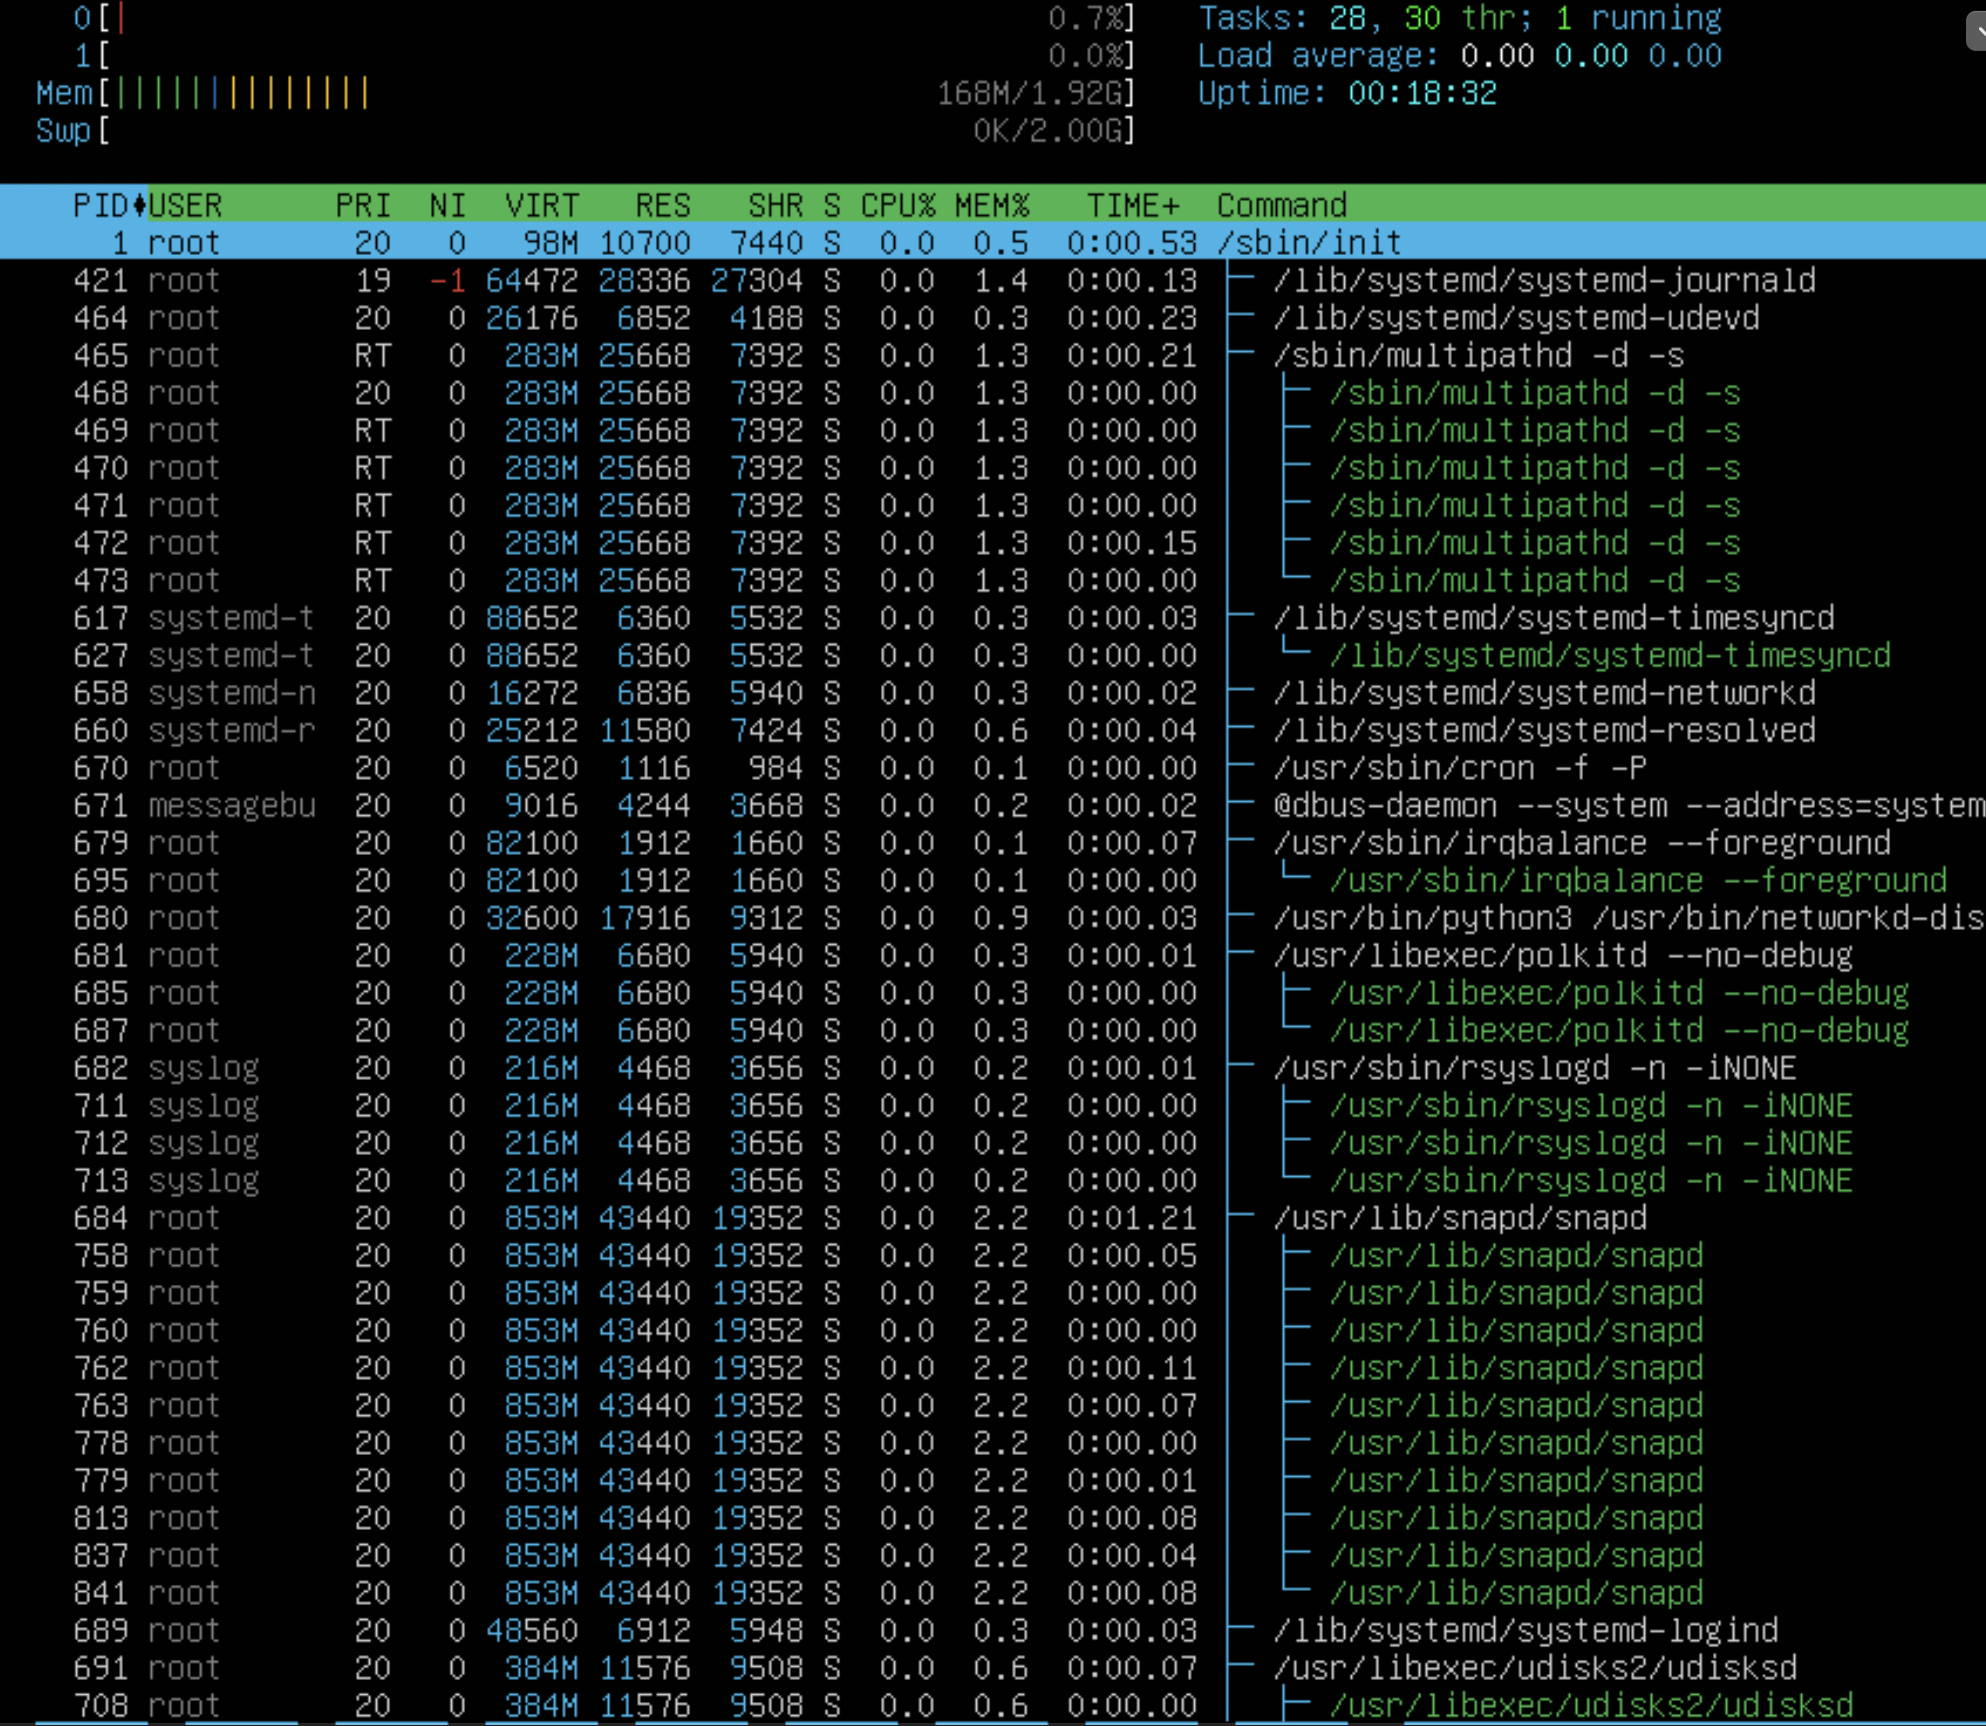 0[| 0.7%] Tasks: 28, 30 thr; 1 running
1[ 0.0%] Load average: 0.00 0.00 0.00
Mem[|||||||||||||| 168M/1.92G] Uptime: 00:18:32
Swp[ 0K/2.00G]
PID♦USER PRI NI VIRT RES SHR S CPU% MEM% TIME+ Command
1 root 20 0 98M 10700 7440 S 0.0 0.5 0:00.53 /sbin/init
421 root 19 -1 64472 28336 27304 S 0.0 1.4 0:00.13 ├─ /lib/systemd/systemd-journald
464 root 20 0 26176 6852 4188 S 0.0 0.3 0:00.23 ├─ /lib/systemd/systemd-udevd
465 root RT 0 283M 25668 7392 S 0.0 1.3 0:00.21 ├─ /sbin/multipathd -d -s
468 root 20 0 283M 25668 7392 S 0.0 1.3 0:00.00 │  ├─ /sbin/multipathd -d -s
469 root RT 0 283M 25668 7392 S 0.0 1.3 0:00.00 │  ├─ /sbin/multipathd -d -s
470 root RT 0 283M 25668 7392 S 0.0 1.3 0:00.00 │  ├─ /sbin/multipathd -d -s
471 root RT 0 283M 25668 7392 S 0.0 1.3 0:00.00 │  ├─ /sbin/multipathd -d -s
472 root RT 0 283M 25668 7392 S 0.0 1.3 0:00.15 │  ├─ /sbin/multipathd -d -s
473 root RT 0 283M 25668 7392 S 0.0 1.3 0:00.00 │  └─ /sbin/multipathd -d -s
617 systemd-t 20 0 88652 6360 5532 S 0.0 0.3 0:00.03 ├─ /lib/systemd/systemd-timesyncd
627 systemd-t 20 0 88652 6360 5532 S 0.0 0.3 0:00.00 │  └─ /lib/systemd/systemd-timesyncd
658 systemd-n 20 0 16272 6836 5940 S 0.0 0.3 0:00.02 ├─ /lib/systemd/systemd-networkd
660 systemd-r 20 0 25212 11580 7424 S 0.0 0.6 0:00.04 ├─ /lib/systemd/systemd-resolved
670 root 20 0 6520 1116 984 S 0.0 0.1 0:00.00 ├─ /usr/sbin/cron -f -P
671 messagebu 20 0 9016 4244 3668 S 0.0 0.2 0:00.02 ├─ @dbus-daemon --system --address=system
679 root 20 0 82100 1912 1660 S 0.0 0.1 0:00.07 ├─ /usr/sbin/irqbalance --foreground
695 root 20 0 82100 1912 1660 S 0.0 0.1 0:00.00 │  └─ /usr/sbin/irqbalance --foreground
680 root 20 0 32600 17916 9312 S 0.0 0.9 0:00.03 ├─ /usr/bin/python3 /usr/bin/networkd-dis
681 root 20 0 228M 6680 5940 S 0.0 0.3 0:00.01 ├─ /usr/libexec/polkitd --no-debug
685 root 20 0 228M 6680 5940 S 0.0 0.3 0:00.00 │  ├─ /usr/libexec/polkitd --no-debug
687 root 20 0 228M 6680 5940 S 0.0 0.3 0:00.00 │  └─ /usr/libexec/polkitd --no-debug
682 syslog 20 0 216M 4468 3656 S 0.0 0.2 0:00.01 ├─ /usr/sbin/rsyslogd -n -iNONE
711 syslog 20 0 216M 4468 3656 S 0.0 0.2 0:00.00 │  ├─ /usr/sbin/rsyslogd -n -iNONE
712 syslog 20 0 216M 4468 3656 S 0.0 0.2 0:00.00 │  ├─ /usr/sbin/rsyslogd -n -iNONE
713 syslog 20 0 216M 4468 3656 S 0.0 0.2 0:00.00 │  └─ /usr/sbin/rsyslogd -n -iNONE
684 root 20 0 853M 43440 19352 S 0.0 2.2 0:01.21 ├─ /usr/lib/snapd/snapd
758 root 20 0 853M 43440 19352 S 0.0 2.2 0:00.05 │  ├─ /usr/lib/snapd/snapd
759 root 20 0 853M 43440 19352 S 0.0 2.2 0:00.00 │  ├─ /usr/lib/snapd/snapd
760 root 20 0 853M 43440 19352 S 0.0 2.2 0:00.00 │  ├─ /usr/lib/snapd/snapd
762 root 20 0 853M 43440 19352 S 0.0 2.2 0:00.11 │  ├─ /usr/lib/snapd/snapd
763 root 20 0 853M 43440 19352 S 0.0 2.2 0:00.07 │  ├─ /usr/lib/snapd/snapd
778 root 20 0 853M 43440 19352 S 0.0 2.2 0:00.00 │  ├─ /usr/lib/snapd/snapd
779 root 20 0 853M 43440 19352 S 0.0 2.2 0:00.01 │  ├─ /usr/lib/snapd/snapd
813 root 20 0 853M 43440 19352 S 0.0 2.2 0:00.08 │  ├─ /usr/lib/snapd/snapd
837 root 20 0 853M 43440 19352 S 0.0 2.2 0:00.04 │  ├─ /usr/lib/snapd/snapd
841 root 20 0 853M 43440 19352 S 0.0 2.2 0:00.08 │  └─ /usr/lib/snapd/snapd
689 root 20 0 48560 6912 5948 S 0.0 0.3 0:00.03 ├─ /lib/systemd/systemd-logind
691 root 20 0 384M 11576 9508 S 0.0 0.6 0:00.07 ├─ /usr/libexec/udisks2/udisksd
708 root 20 0 384M 11576 9508 S 0.0 0.6 0:00.00 │  ├─ /usr/libexec/udisks2/udisksd